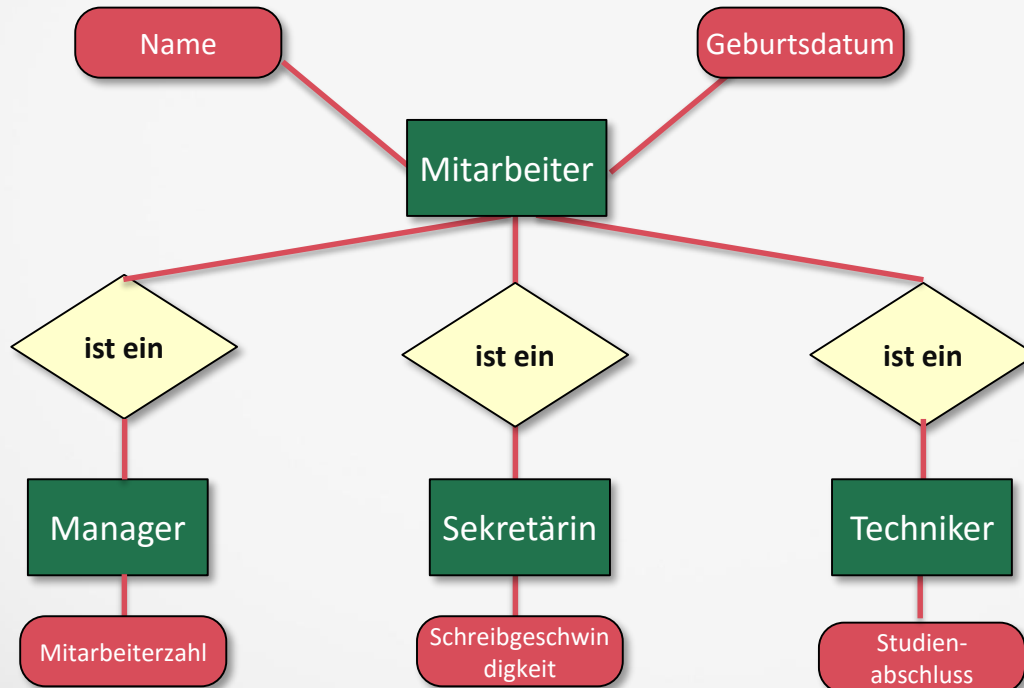 Name
Geburtsdatum
Mitarbeiter
ist ein
ist ein
ist ein
Manager
Sekretärin
Techniker
Mitarbeiterzahl
Schreibgeschwin
digkeit
Studien-
abschluss